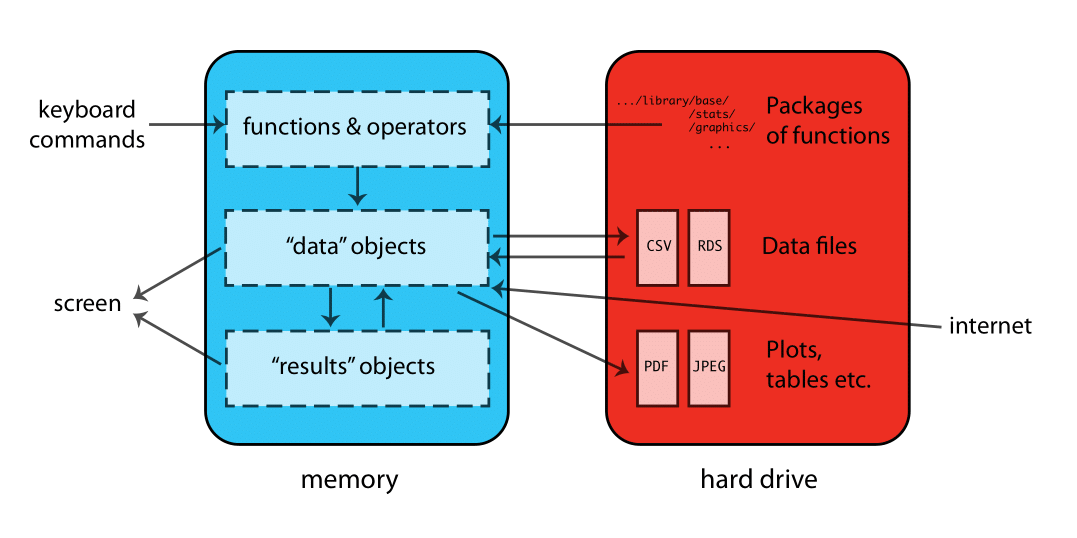 keyboard
commands
functions & operators
.../library/base/
/stats/
/graphics/
...
Packages
of functions
“data” objects
CSV
RDS
Data files
screen
internet
“results” objects
PDF
JPEG
Plots,
tables etc.
memory
hard drive